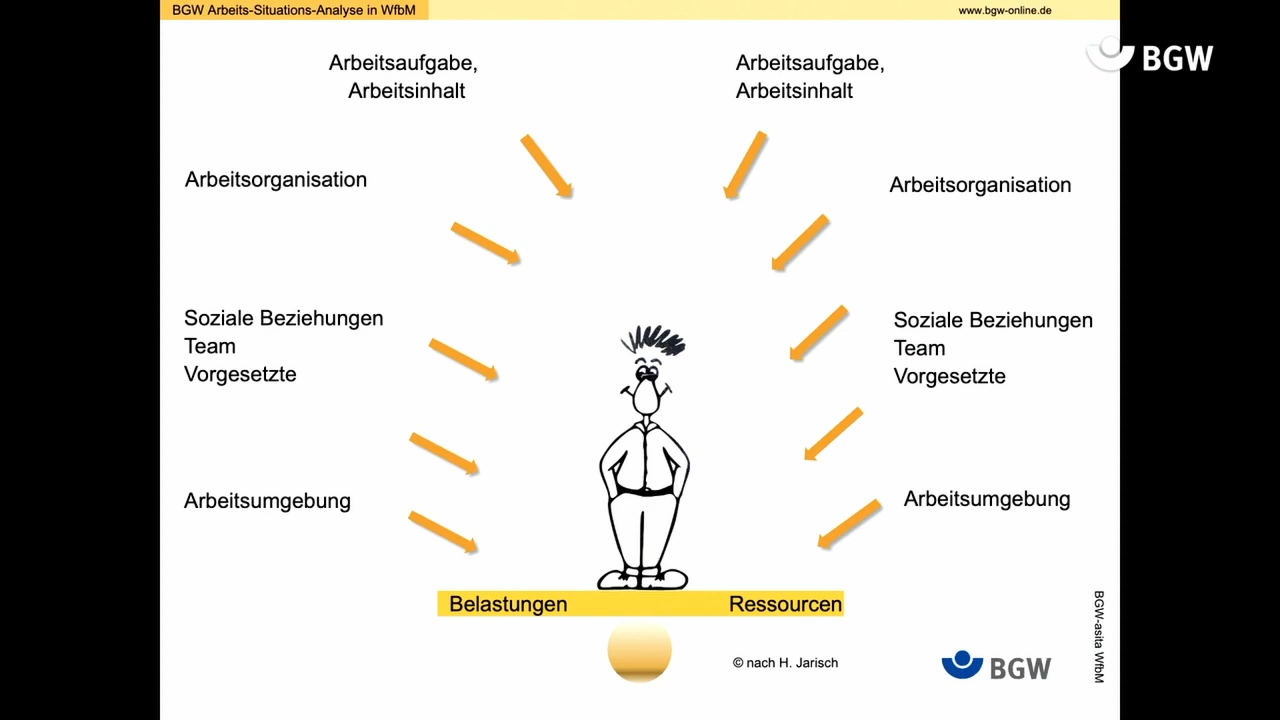 BGW Arbeits-Situations-Analyse in WfbM
www.bgw-online.de
BGW
Arbeitsaufgabe,
Arbeitsinhalt
Arbeitsaufgabe,
Arbeitsinhalt
Arbeitsorganisation
Arbeitsorganisation
Soziale Beziehungen
Team
Vorgesetzte
Soziale Beziehungen
Team
Vorgesetzte
Arbeitsumgebung
Arbeitsumgebung
Belastungen
Ressourcen
© nach H. Jarisch
BGW
BGW-asita WfbM